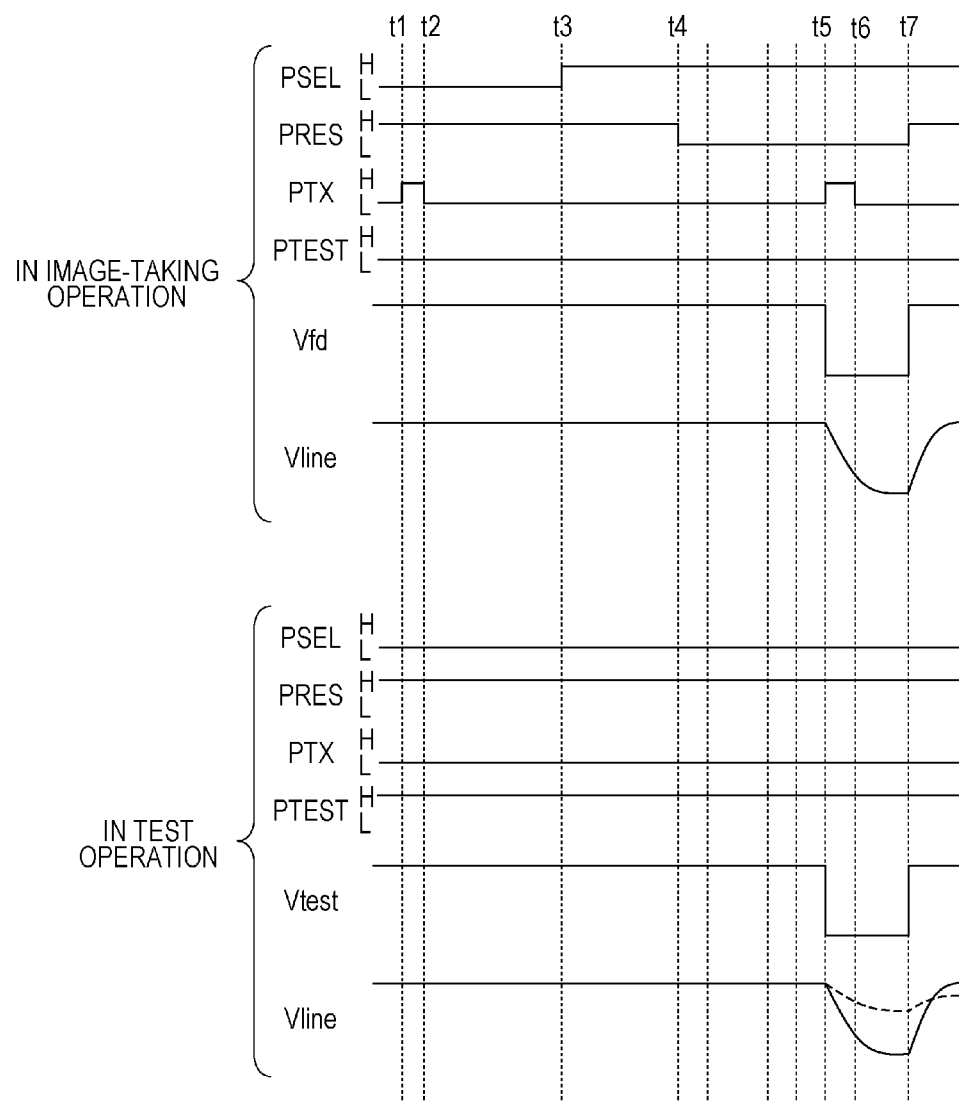 t1 t2 t3 t4 t5 t6 t7
PSEL H
L
PRES H
L
PTX H
L
PTEST H
L
IN IMAGE-TAKING
OPERATION
Vfd
Vline
PSEL H
L
PRES H
L
PTX H
L
PTEST H
L
IN TEST
OPERATION
Vtest
Vline